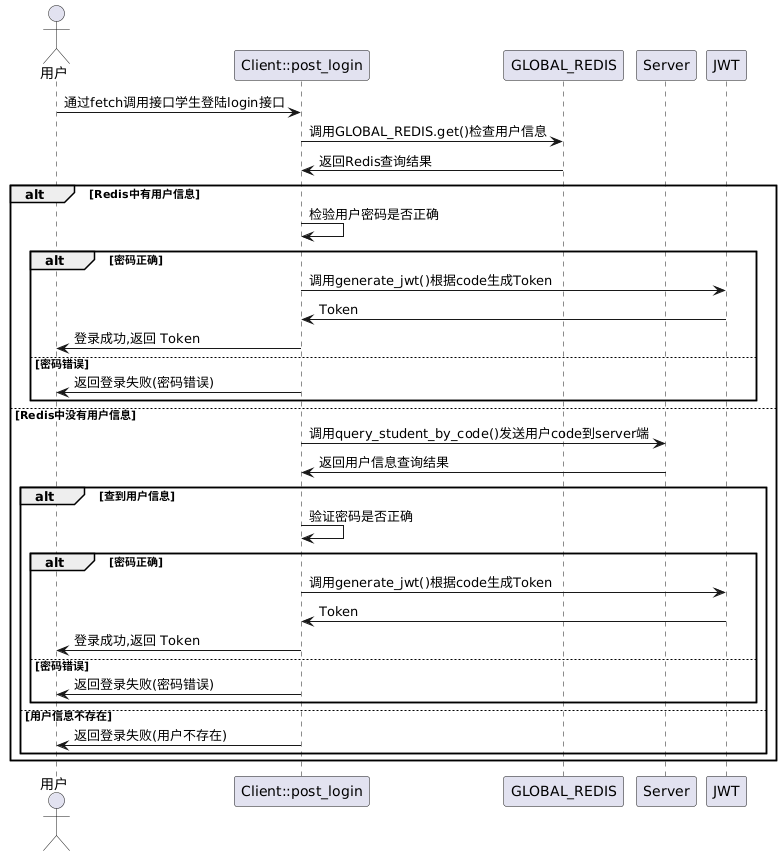 用户
Client::post_login
GLOBAL_REDIS
Server
JWT
通过fetch调用接口学生登陆login接口
调用GLOBAL_REDIS.get()检查用户信息
返回Redis查询结果
alt [Redis中有用户信息]
检验用户密码是否正确
alt [密码正确]
调用generate_jwt()根据code生成Token
Token
登录成功,返回 Token
[密码错误]
返回登录失败(密码错误)
[Redis中没有用户信息]
调用query_student_by_code()发送用户code到server端
返回用户信息查询结果
alt [查到用户信息]
验证密码是否正确
alt [密码正确]
调用generate_jwt()根据code生成Token
Token
登录成功,返回 Token
[密码错误]
返回登录失败(密码错误)
[用户信息不存在]
返回登录失败(用户不存在)
用户
Client::post_login
GLOBAL_REDIS
Server
JWT